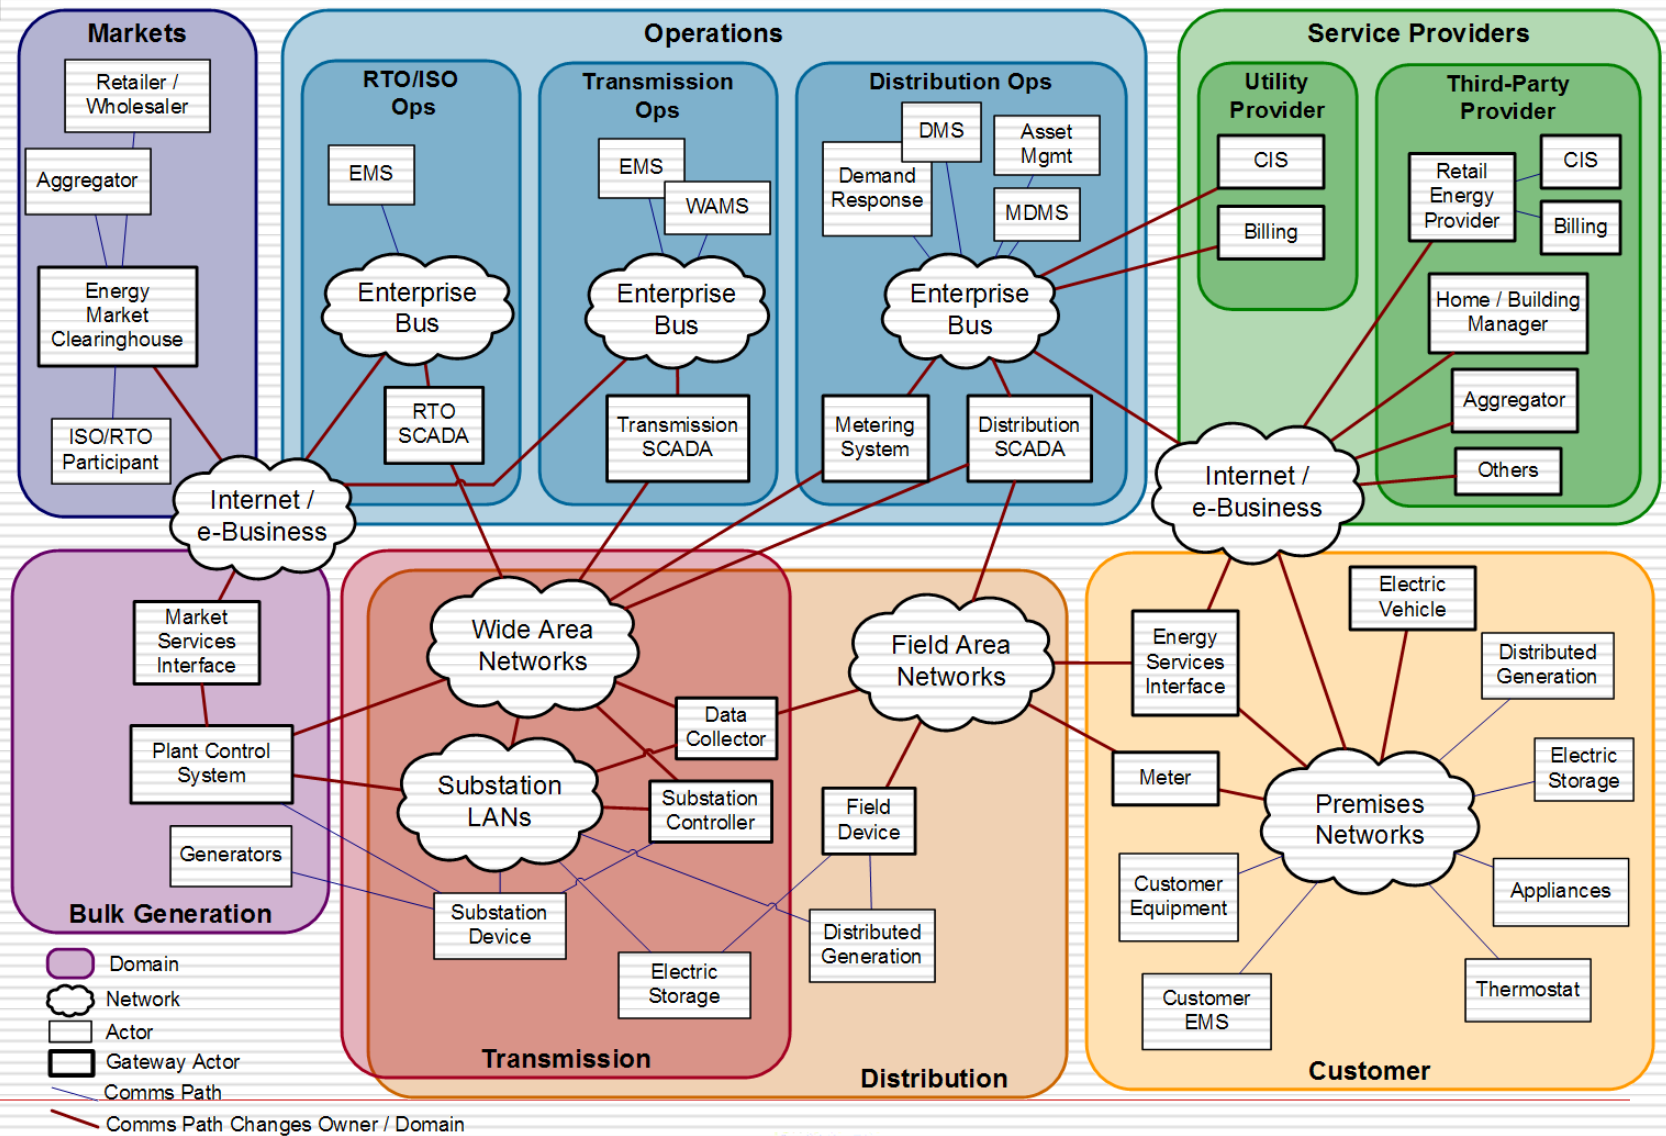 Markets
Retailer /
Wholesaler
Aggregator
Energy
Market
Clearinghouse
ISO/RTO
Participant
Operations
RTO/ISO
Ops
EMS
Enterprise
Bus
RTO
SCADA
Transmission
Ops
EMS
WAMS
Enterprise
Bus
Transmission
SCADA
Distribution Ops
DMS
Asset
Mgmt
Demand
Response
MDMS
Enterprise
Bus
Metering
System
Distribution
SCADA
Service Providers
Utility
Provider
CIS
Billing
Third-Party
Provider
Retail
Energy
Provider
CIS
Billing
Home / Building
Manager
Aggregator
Others
Internet /
e-Business
Internet /
e-Business
Market
Services
Interface
Plant Control
System
Generators
Bulk Generation
Wide Area
Networks
Substation
LANs
Data
Collector
Substation
Controller
Substation
Device
Electric
Storage
Transmission
Field Area
Networks
Field
Device
Distributed
Generation
Distribution
Energy
Services
Interface
Meter
Electric
Vehicle
Distributed
Generation
Electric
Storage
Premises
Networks
Customer
Equipment
Appliances
Customer
EMS
Thermostat
Customer
Domain
Network
Actor
Gateway Actor
Comms Path
Comms Path Changes Owner / Domain